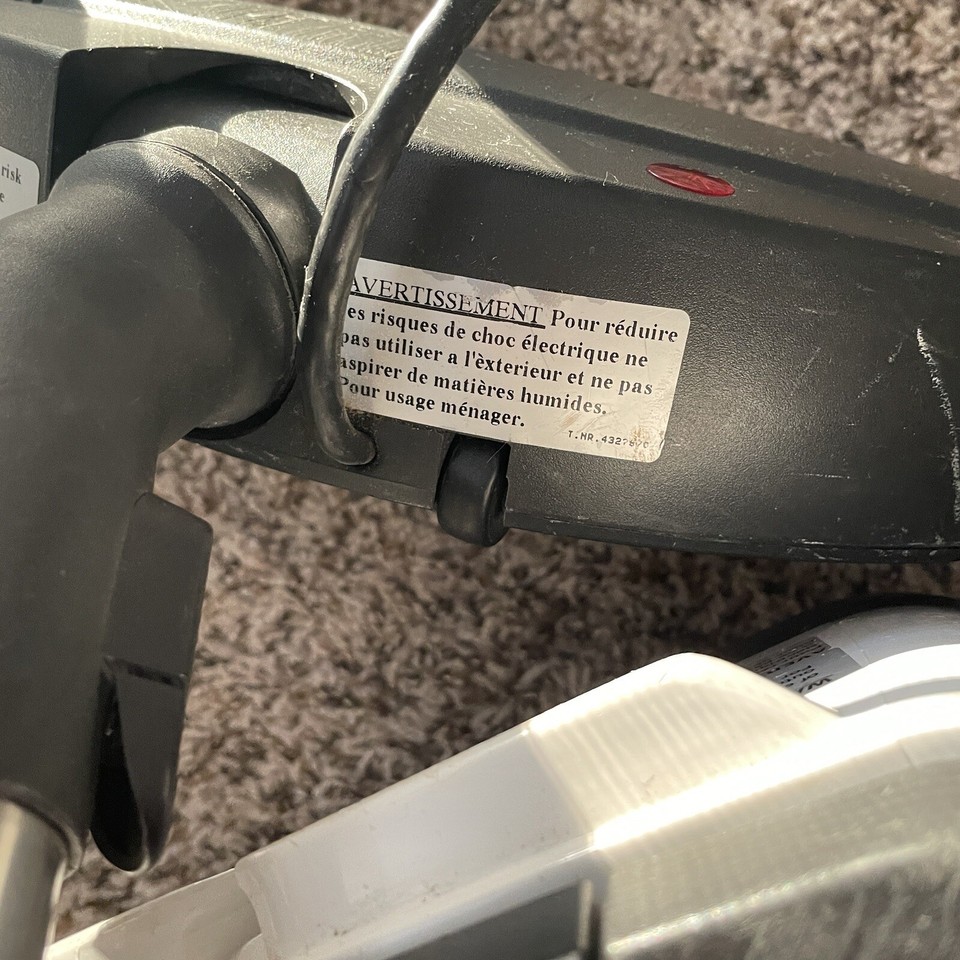 risk
AVERTISSEMENT Pour réduire
es risques de choc électrique ne
pas utiliser a l'èxterieur et ne pas
aspirer de matières humides.
Pour usage ménager.